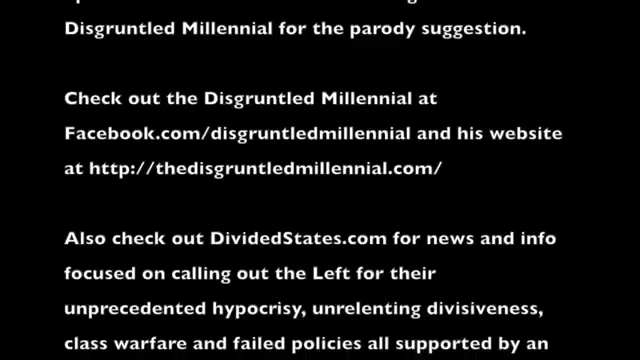 Disgruntled Millennial for the parody suggestion.
Check out the Disgruntled Millennial at
Facebook.com/disgruntledmillennial and his website
at http://thedisgruntledmillennial.com/
Also check out DividedStates.com for news and info
focused on calling out the Left for their
unprecedented hypocrisy, unrelenting divisiveness,
class warfare and failed policies all supported by an